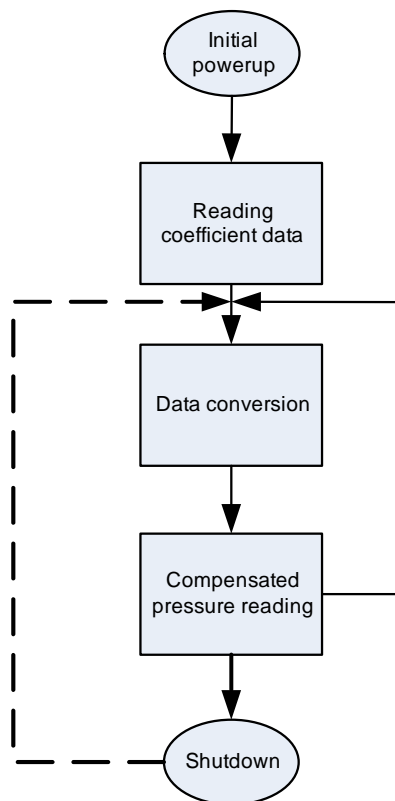 Initial
powerup
Reading
coefficient data
Data conversion
Compensated
pressure reading
Shutdown